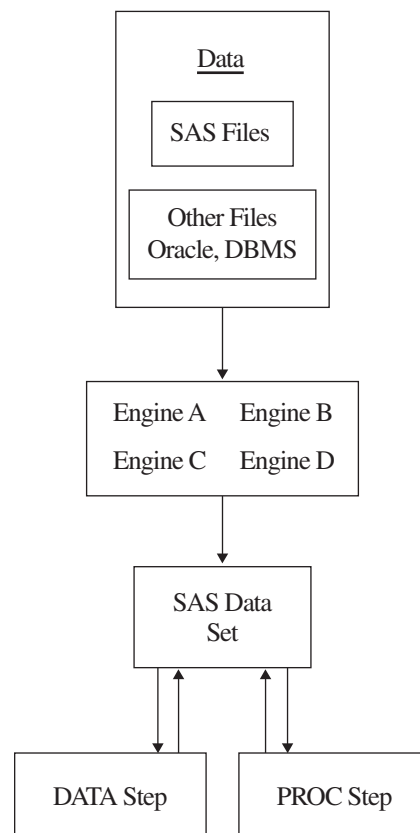 Data
SAS Files
Other Files
Oracle, DBMS
Engine A Engine B
Engine C Engine D
SAS Data
Set
DATA Step PROC Step